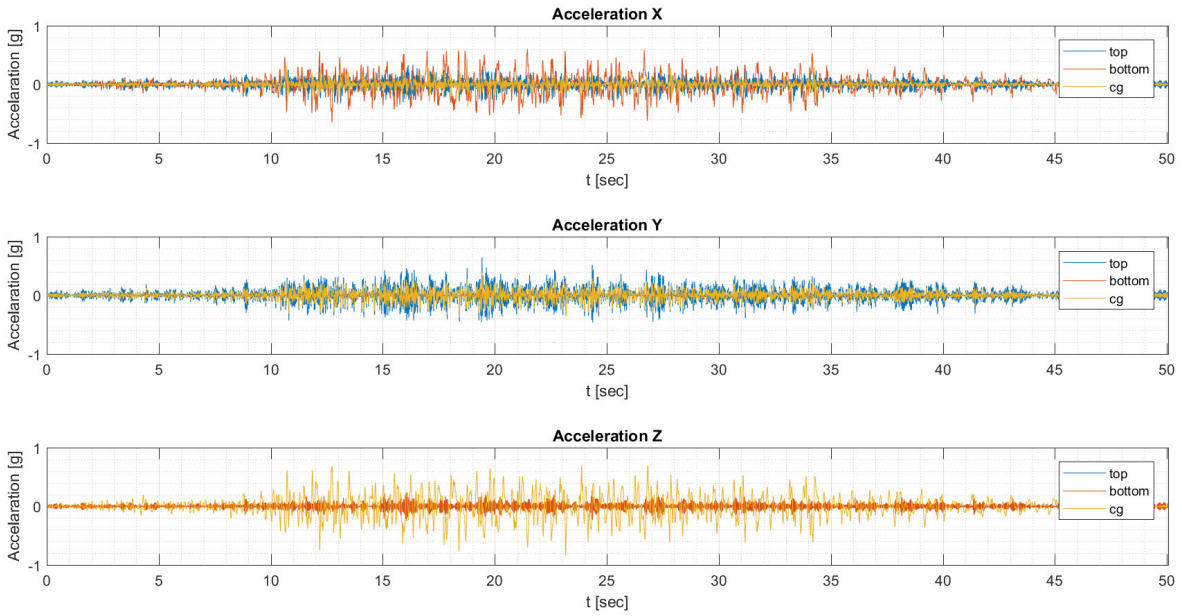 Acceleration X
Accelaration [g]
1
0
-1
top
bottom
cg
0 5 10 15 20 25 30 35 40 45 50
t [sec]
Acceleration Y
Accelaration [g]
1
0
-1
top
bottom
cg
0 5 10 15 20 25 30 35 40 45 50
t [sec]
Acceleration Z
Accelaration [g]
1
0
-1
top
bottom
cg
0 5 10 15 20 25 30 35 40 45 50
t [sec]